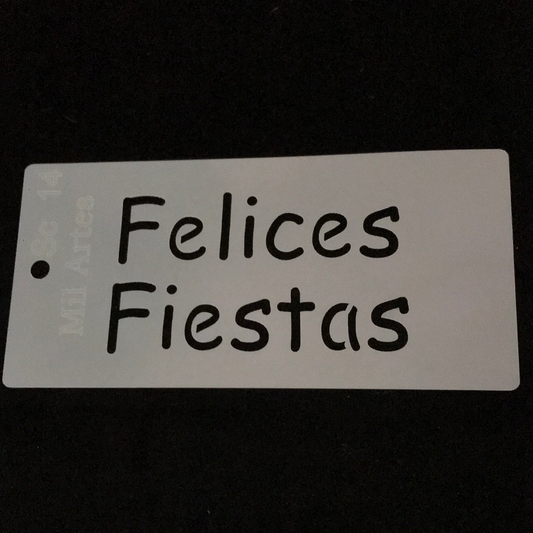 Sc 14
Mil Artes
Felices
Fiestas